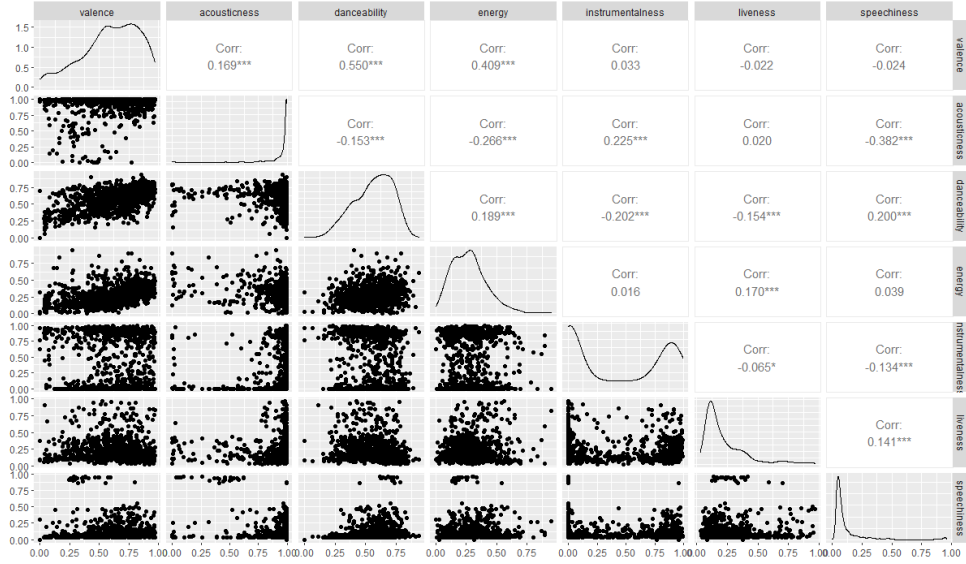 valence acousticness danceability energy instrumentalness liveness speechiness
1.5
1.0
0.5
0.0
Corr:
0.169***
Corr:
0.550***
Corr:
0.409***
Corr:
0.033
Corr:
-0.022
Corr:
-0.024
valence
1.00
0.75
0.50
0.25
0.00
Corr:
-0.153***
Corr:
-0.266***
Corr:
0.225***
Corr:
0.020
Corr:
-0.382***
acousticness
0.75
0.50
0.25
0.00
Corr:
0.189***
Corr:
-0.202***
Corr:
-0.154***
Corr:
0.200***
danceability
0.75
0.50
0.25
0.00
Corr:
0.016
Corr:
0.170***
Corr:
0.039
energy
1.00
0.75
0.50
0.25
0.00
Corr:
-0.065*
Corr:
-0.134***
nstrumentalness
1.00
0.75
0.50
0.25
0.00
Corr:
0.141***
liveness
1.00
0.75
0.50
0.25
0.00
speechiness
0.00 0.25 0.50 0.75 1.00 0.00 0.25 0.50 0.75 1.00 0.00 0.25 0.50 0.75 0.00 0.25 0.50 0.75 0.00 0.25 0.50 0.75 1.00 0.00 0.25 0.50 0.75 1.00 0.00 0.25 0.50 0.75 1.00